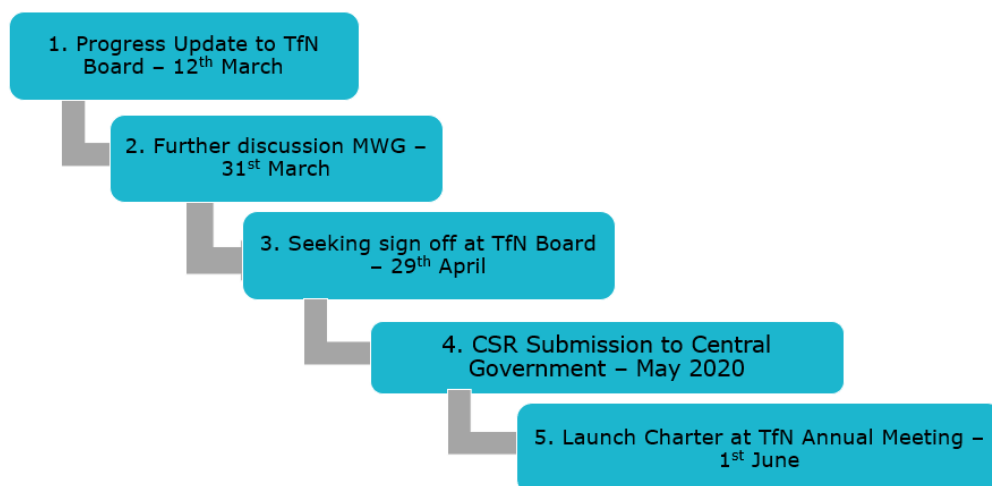 1. Progress Update to TfN
Board – 12th March
2. Further discussion MWG –
31st March
3. Seeking sign off at TfN Board
– 29th April
4. CSR Submission to Central
Government – May 2020
5. Launch Charter at TfN Annual Meeting –
1st June